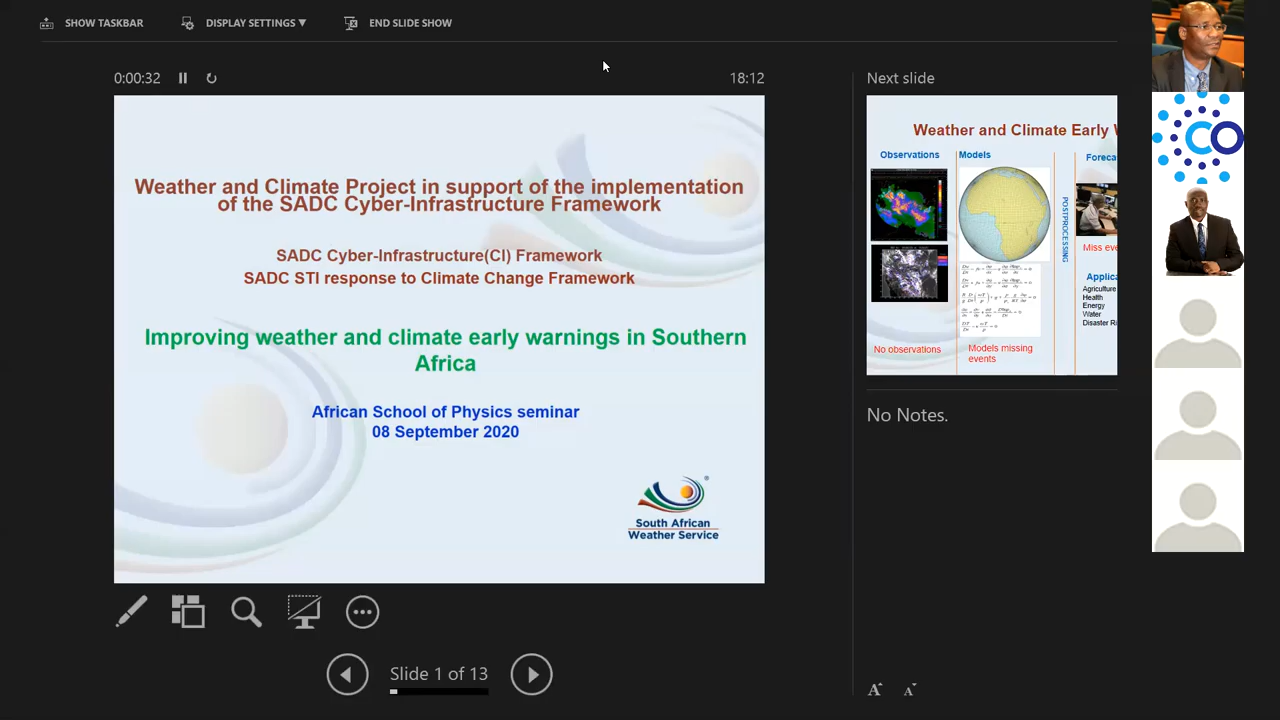 SHOW TASKBAR
DISPLAY SETTINGS ▼
END SLIDE SHOW
0:00:32
18:12
Weather and Climate Project in support of the implementation
of the SADC Cyber-Infrastructure Framework
SADC Cyber-Infrastructure(CI) Framework
SADC STI response to Climate Change Framework
Improving weather and climate early warnings in Southern
Africa
African School of Physics seminar
08 September 2020
South African
Weather Service
Slide 1 of 13
Next slide
Weather and Climate Early
Observations
Models
POSTPROCESSING
Miss
Agriculture
Health
Energy
Water
No observations
Models missing
events
No Notes.
A
A
CO